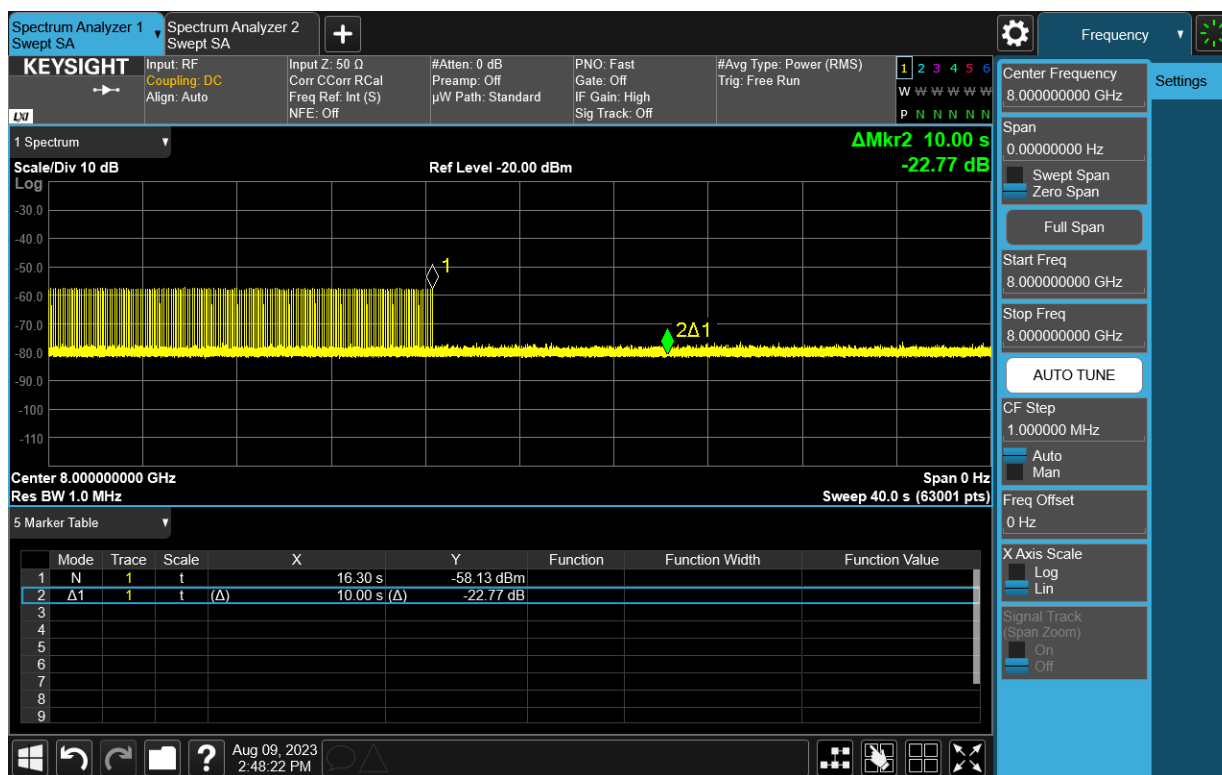 Spectrum Analyzer 1
Swept SA
Spectrum Analyzer 2
Swept SA
Frequency
KEYSIGHT
LXI
Input: RF
Coupling: DC
Align: Auto
Input Z: 50 Ω
Corr CCorr RCal
Freq Ref: Int (S)
NFE: Off
#Atten: 0 dB
Preamp: Off
µW Path: Standard
PNO: Fast
Gate: Off
IF Gain: High
Sig Track: Off
#Avg Type: Power (RMS)
Trig: Free Run
1 2 3 4 5 6
W W W W W W
P N N N N N
1 Spectrum
Scale/Div 10 dB
Ref Level -20.00 dBm
ΔMkr2 10.00 s
-22.77 dB
Log
-30.0
-40.0
-50.0
-60.0
-70.0
-80.0
-90.0
-100
-110
1
2Δ1
Center 8.000000000 GHz
Span 0 Hz
Res BW 1.0 MHz
Sweep 40.0 s (63001 pts)
5 Marker Table
Mode Trace Scale X Y Function Function Width Function Value
1 N 1 t 16.30 s -58.13 dBm
2 Δ1 1 t (Δ) 10.00 s (Δ) -22.77 dB
3
4
5
6
7
8
9
Center Frequency
8.000000000 GHz
Settings
Span
0.00000000 Hz
Swept Span
Zero Span
Full Span
Start Freq
8.000000000 GHz
Stop Freq
8.000000000 GHz
AUTO TUNE
CF Step
1.000000 MHz
Auto
Man
Freq Offset
0 Hz
X Axis Scale
Log
Lin
Signal Track
(Span Zoom)
On
Off
?
Aug 09, 2023
2:48:22 PM